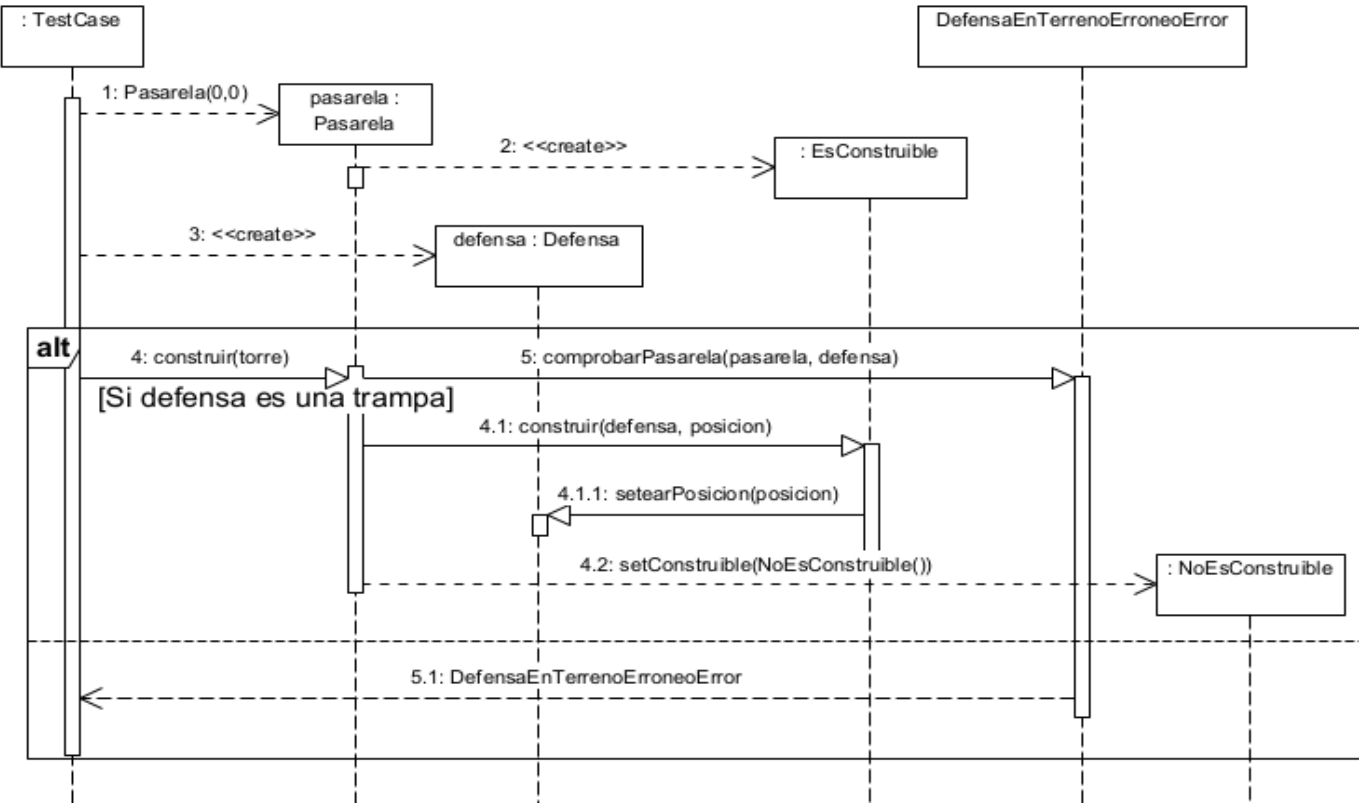 : TestCase
DefensaEnTerrenoErroneoError
1: Pasarela(0,0)
pasarela :
Pasarela
2: <<create>>
: EsConstruible
3: <<create>>
defensa : Defensa
alt
4: construir(torre)
5: comprobarPasarela(pasarela, defensa)
[Si defensa es una trampa]
4.1: construir(defensa, posicion)
4.1.1: setearPosicion(posicion)
4.2: setConstruible(NoEsConstruible())
: NoEsConstruible
5.1: DefensaEnTerrenoErroneoError